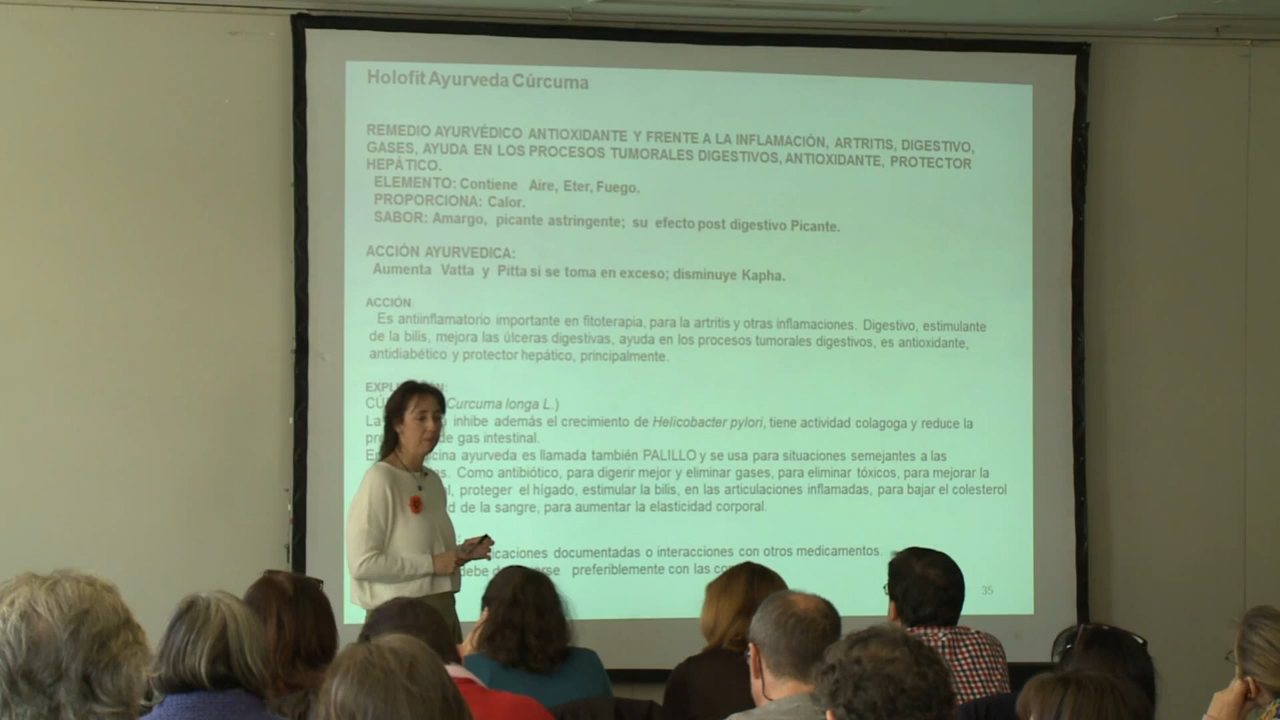 Holofit Ayurveda Cúrcuma
REMEDIO AYURVÉDICO ANTIOXIDANTE Y FRENTE A LA INFLAMACIÓN, ARTRITIS, DIGESTIVO,
GASES, AYUDA EN LOS PROCESOS TUMORALES DIGESTIVOS, ANTIOXIDANTE, PROTECTOR
HEPÁTICO.
ELEMENTO: Contiene Aire, Eter, Fuego.
PROPORCIONA: Calor.
SABOR: Amargo, picante astringente; su efecto post digestivo Picante.
ACCIÓN AYURVEDICA:
Aumenta Vatta y Pitta si se toma en exceso; disminuye Kapha.
ACCIÓN:
Es antiinflamatorio importante en fitoterapia, para la artritis y otras inflamaciones. Digestivo, estimulante
de la bilis, mejora las úlceras digestivas, ayuda en los procesos tumorales digestivos, es antioxidante,
antidiabético y protector hepático, principalmente.
Curcuma longa L.)
inhibe además el crecimiento de Helicobacter pylori, tiene actividad colagoga y reduce la
de gas intestinal.
ayurveda es llamada también PALILLO y se usa para situaciones semejantes a las
Como antibiótico, para digerir mejor y eliminar gases, para eliminar tóxicos, para mejorar la
proteger el hígado, estimular la bilis, en las articulaciones inflamadas, para bajar el colesterol
de la sangre, para aumentar la elasticidad corporal.
documentadas o interacciones con otros medicamentos.
debe preferiblemente con las
35